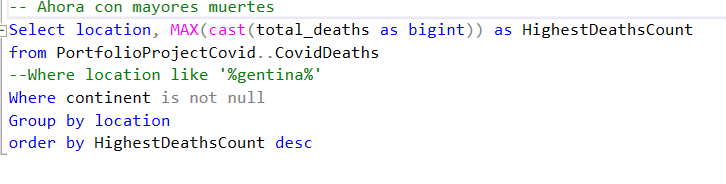 -- Ahora con mayores muertes
Select location, MAX(cast(total_deaths as bigint)) as HighestDeathsCount
from PortfolioProjectCovid..CovidDeaths
--Where location like '%gentina%'
Where continent is not null
Group by location
order by HighestDeathsCount desc